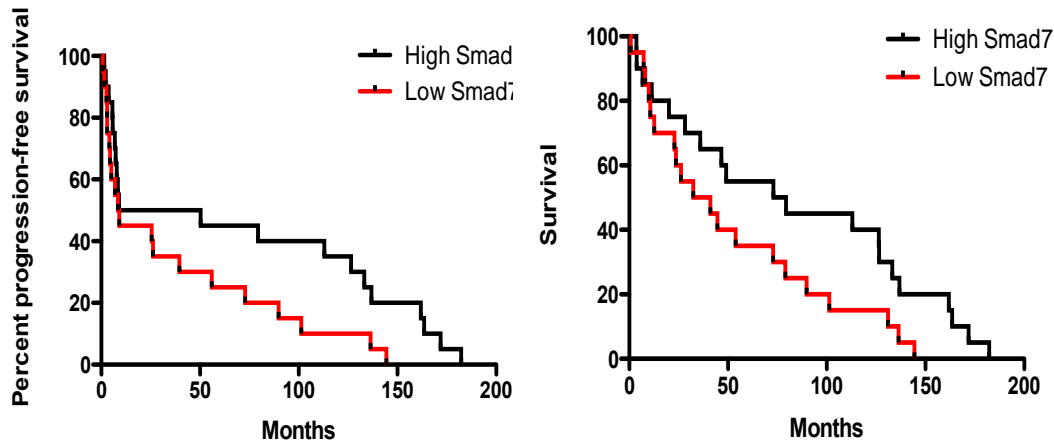 Percent progression-free survival
100
80
60
40
20
0
0 50 100 150 200
Months
High Smad
Low Smad7
Survival
100
80
60
40
20
0
0 50 100 150 200
Months
High Smad7
Low Smad7